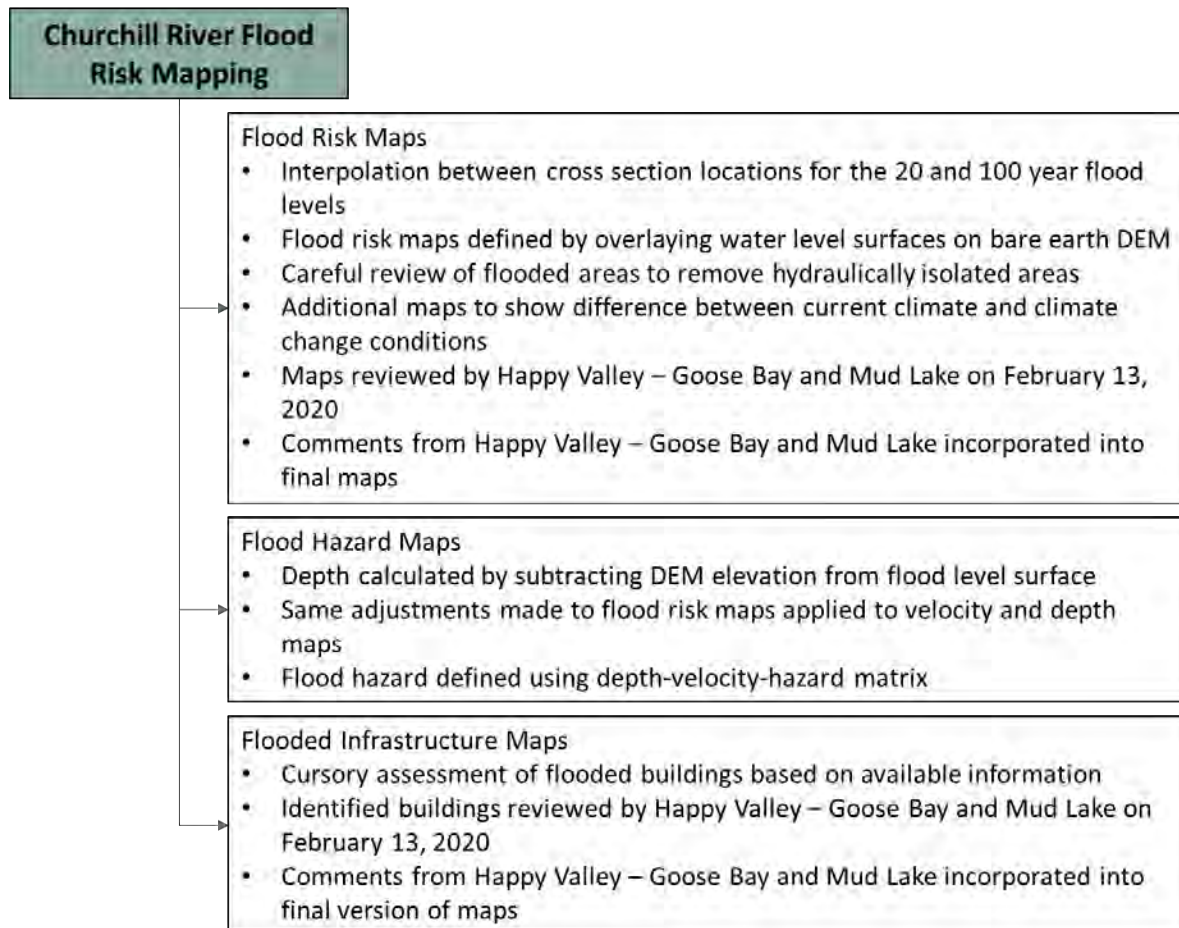 Churchill River Flood
Risk Mapping
Flood Risk Maps
• Interpolation between cross section locations for the 20 and 100 year flood
levels
• Flood risk maps defined by overlaying water level surfaces on bare earth DEM
• Careful review of flooded areas to remove hydraulically isolated areas
• Additional maps to show difference between current climate and climate
change conditions
• Maps reviewed by Happy Valley – Goose Bay and Mud Lake on February 13,
2020
• Comments from Happy Valley – Goose Bay and Mud Lake incorporated into
final maps
Flood Hazard Maps
• Depth calculated by subtracting DEM elevation from flood level surface
• Same adjustments made to flood risk maps applied to velocity and depth
maps
• Flood hazard defined using depth-velocity-hazard matrix
Flooded Infrastructure Maps
• Cursory assessment of flooded buildings based on available information
• Identified buildings reviewed by Happy Valley – Goose Bay and Mud Lake on
February 13, 2020
• Comments from Happy Valley – Goose Bay and Mud Lake incorporated into
final version of maps